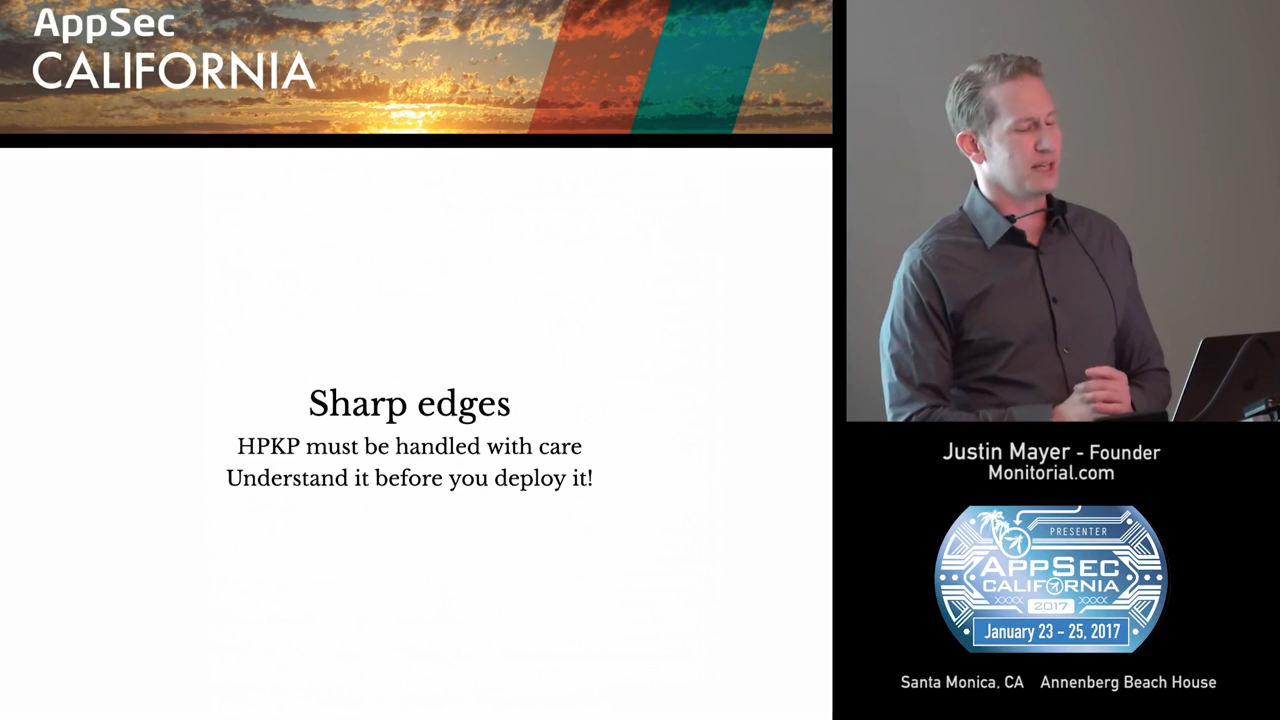 AppSec
CALIFORNIA
Sharp edges
HPKP must be handled with care
Understand it before you deploy it!
Justin Mayer - Founder
Monitorial.com
PRESENTER
APPSEC
CALIFORNIA
2017
January 23 - 25, 2017
Santa Monica, CA Annenberg Beach House